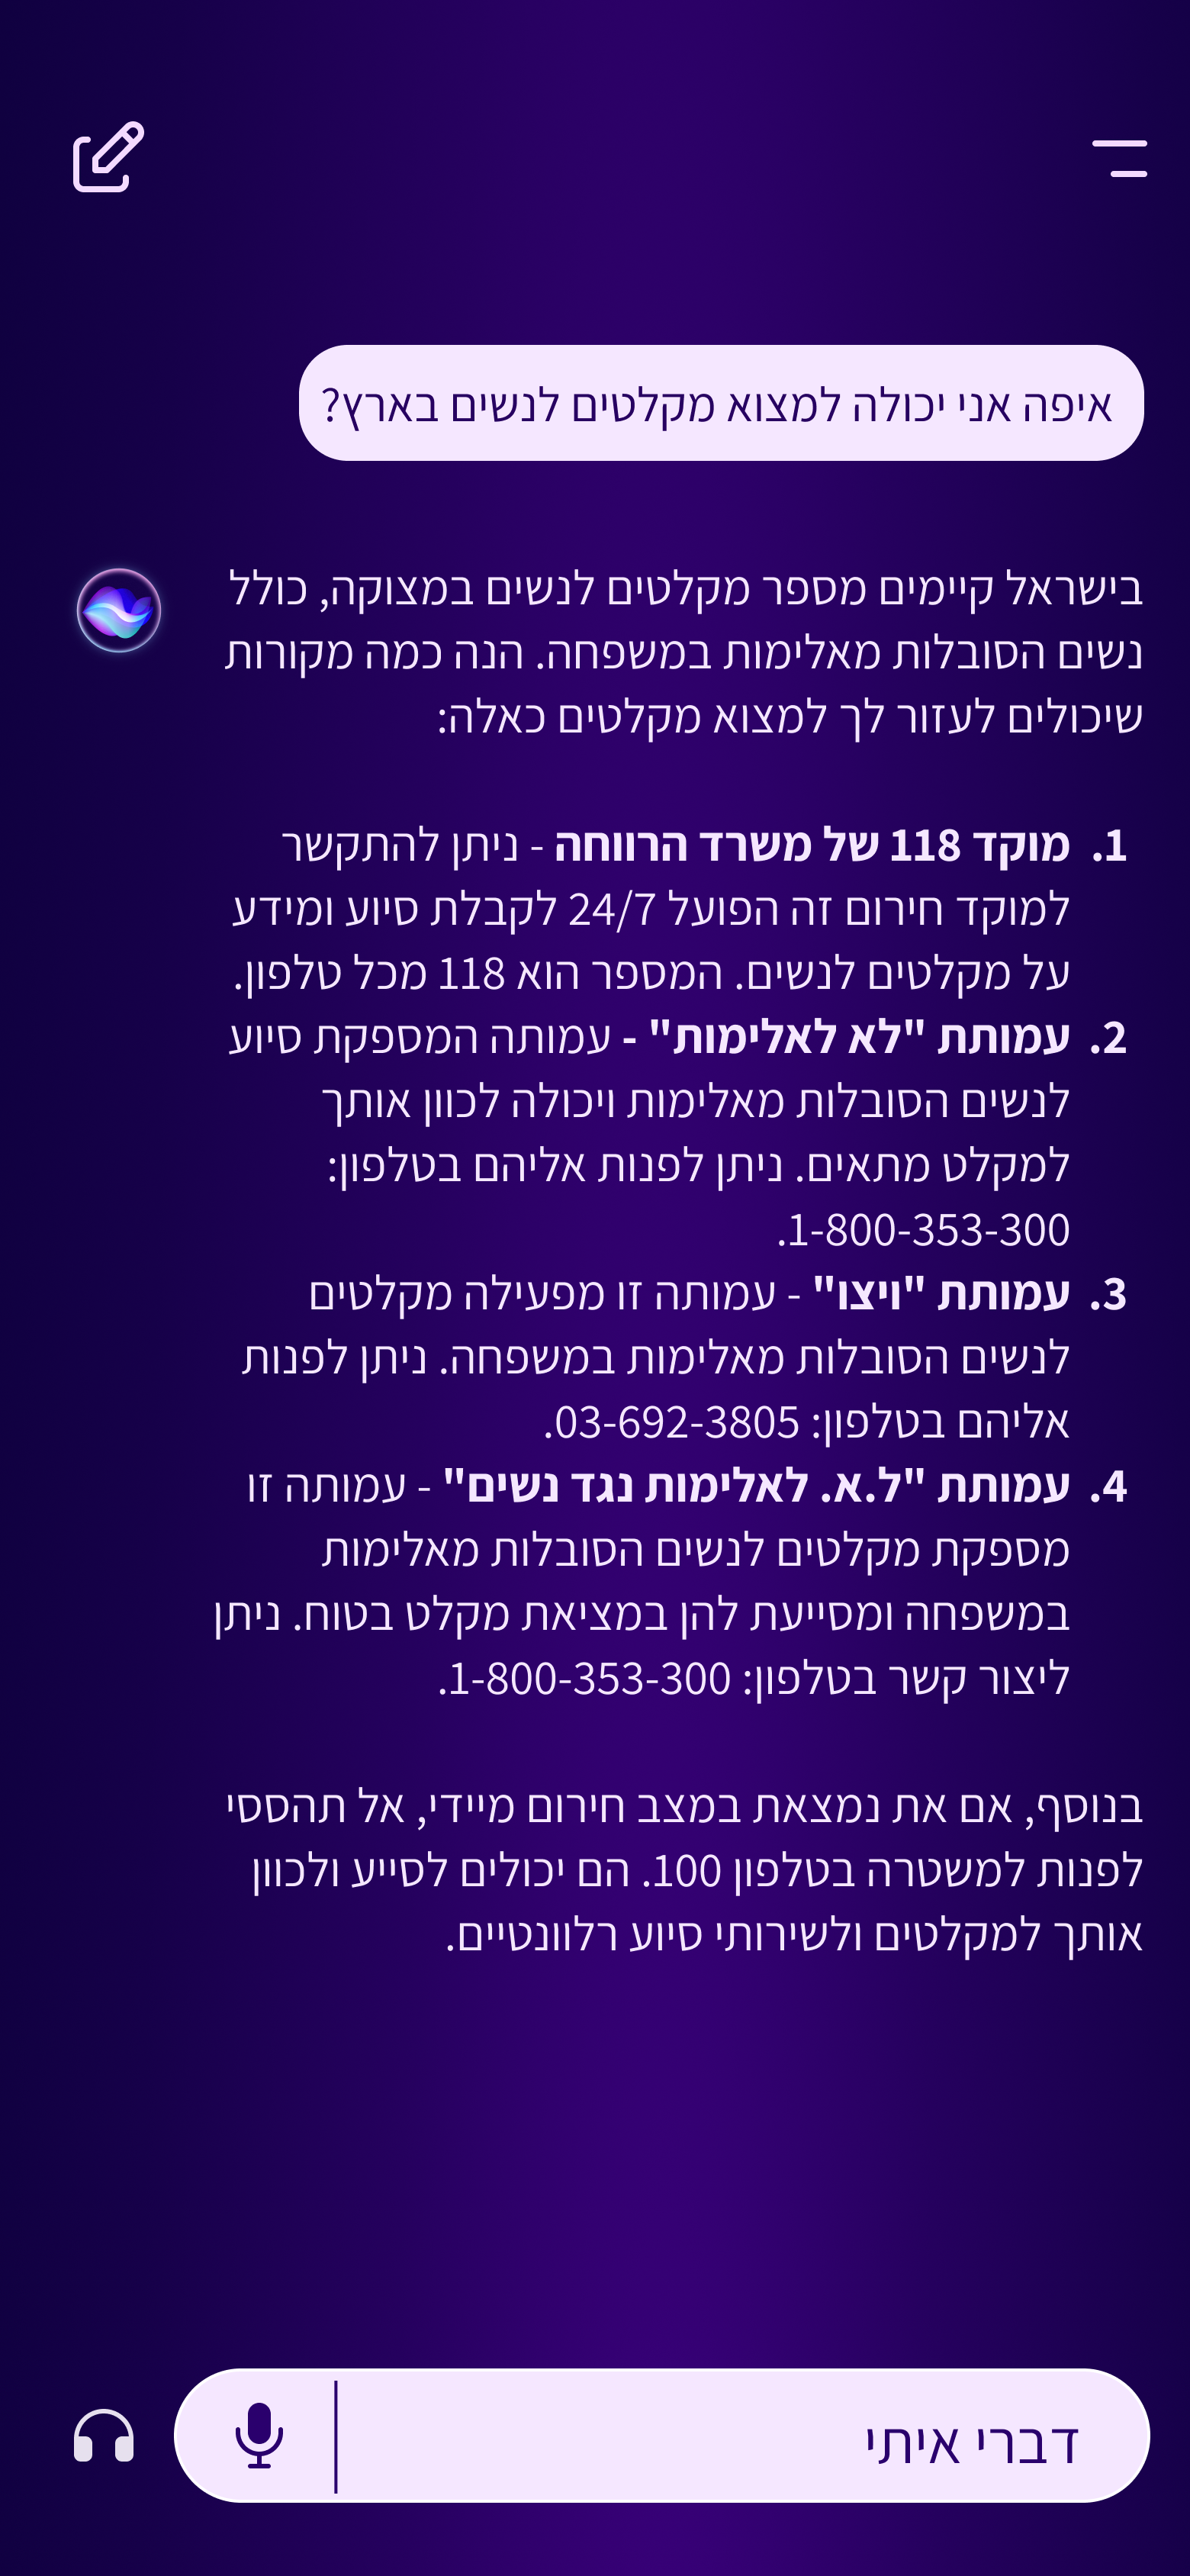 איפה אני יכולה למצוא מקלטים לנשים בארץ?
בישראל קיימים מספר מקלטים לנשים במצוקה, כולל
נשים הסובלות מאלימות במשפחה. הנה כמה מקורות
שיכולים לעזור לך למצוא מקלטים כאלה:
1. מוקד 118 של משרד הרווחה - ניתן להתקשר
למוקד חירום זה הפועל 24/7 לקבלת סיוע ומידע
על מקלטים לנשים. המספר הוא 118 מכל טלפון.
2. עמותת "לא לאלימות" - עמותה המספקת סיוע
לנשים הסובלות מאלימות ויכולה לכוון אותך
למקלט מתאים. ניתן לפנות אליהם בטלפון:
1-800-353-300.
3. עמותת "ויצו" - עמותה זו מפעילה מקלטים
לנשים הסובלות מאלימות במשפחה. ניתן לפנות
אליהם בטלפון: 03-692-3805.
4. עמותת "ל.א. לאלימות נגד נשים" - עמותה זו
מספקת מקלטים לנשים הסובלות מאלימות
במשפחה ומסייעת להן במציאת מקלט בטוח. ניתן
ליצור קשר בטלפון: 1-800-353-300.
בנוסף, אם את נמצאת במצב חירום מיידי, אל תהססי
לפנות למשטרה בטלפון 100. הם יכולים לסייע ולכוון
אותך למקלטים ולשירותי סיוע רלוונטיים.
דברי איתי